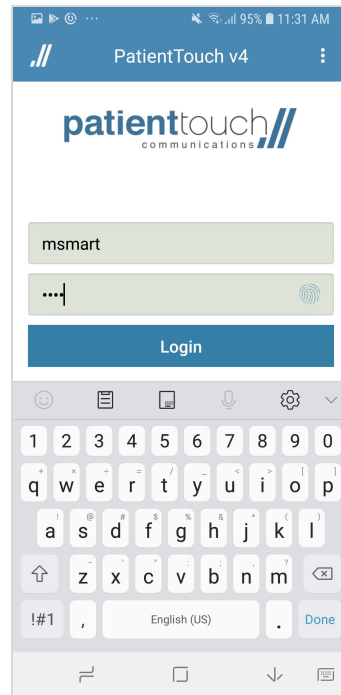 95% 11:31 AM
PatientTouch v4
patienttouch
communications
msmart
••••
Login
1 2 3 4 5 6 7 8 9 0
+ × ÷ = / _ < > [ ]
q w e r t y u i o p
! @ # $ % & * ( )
a s d f g h j k l
- ' " : ; , ?
z x c v b n m
!#1 , English (US) . Done